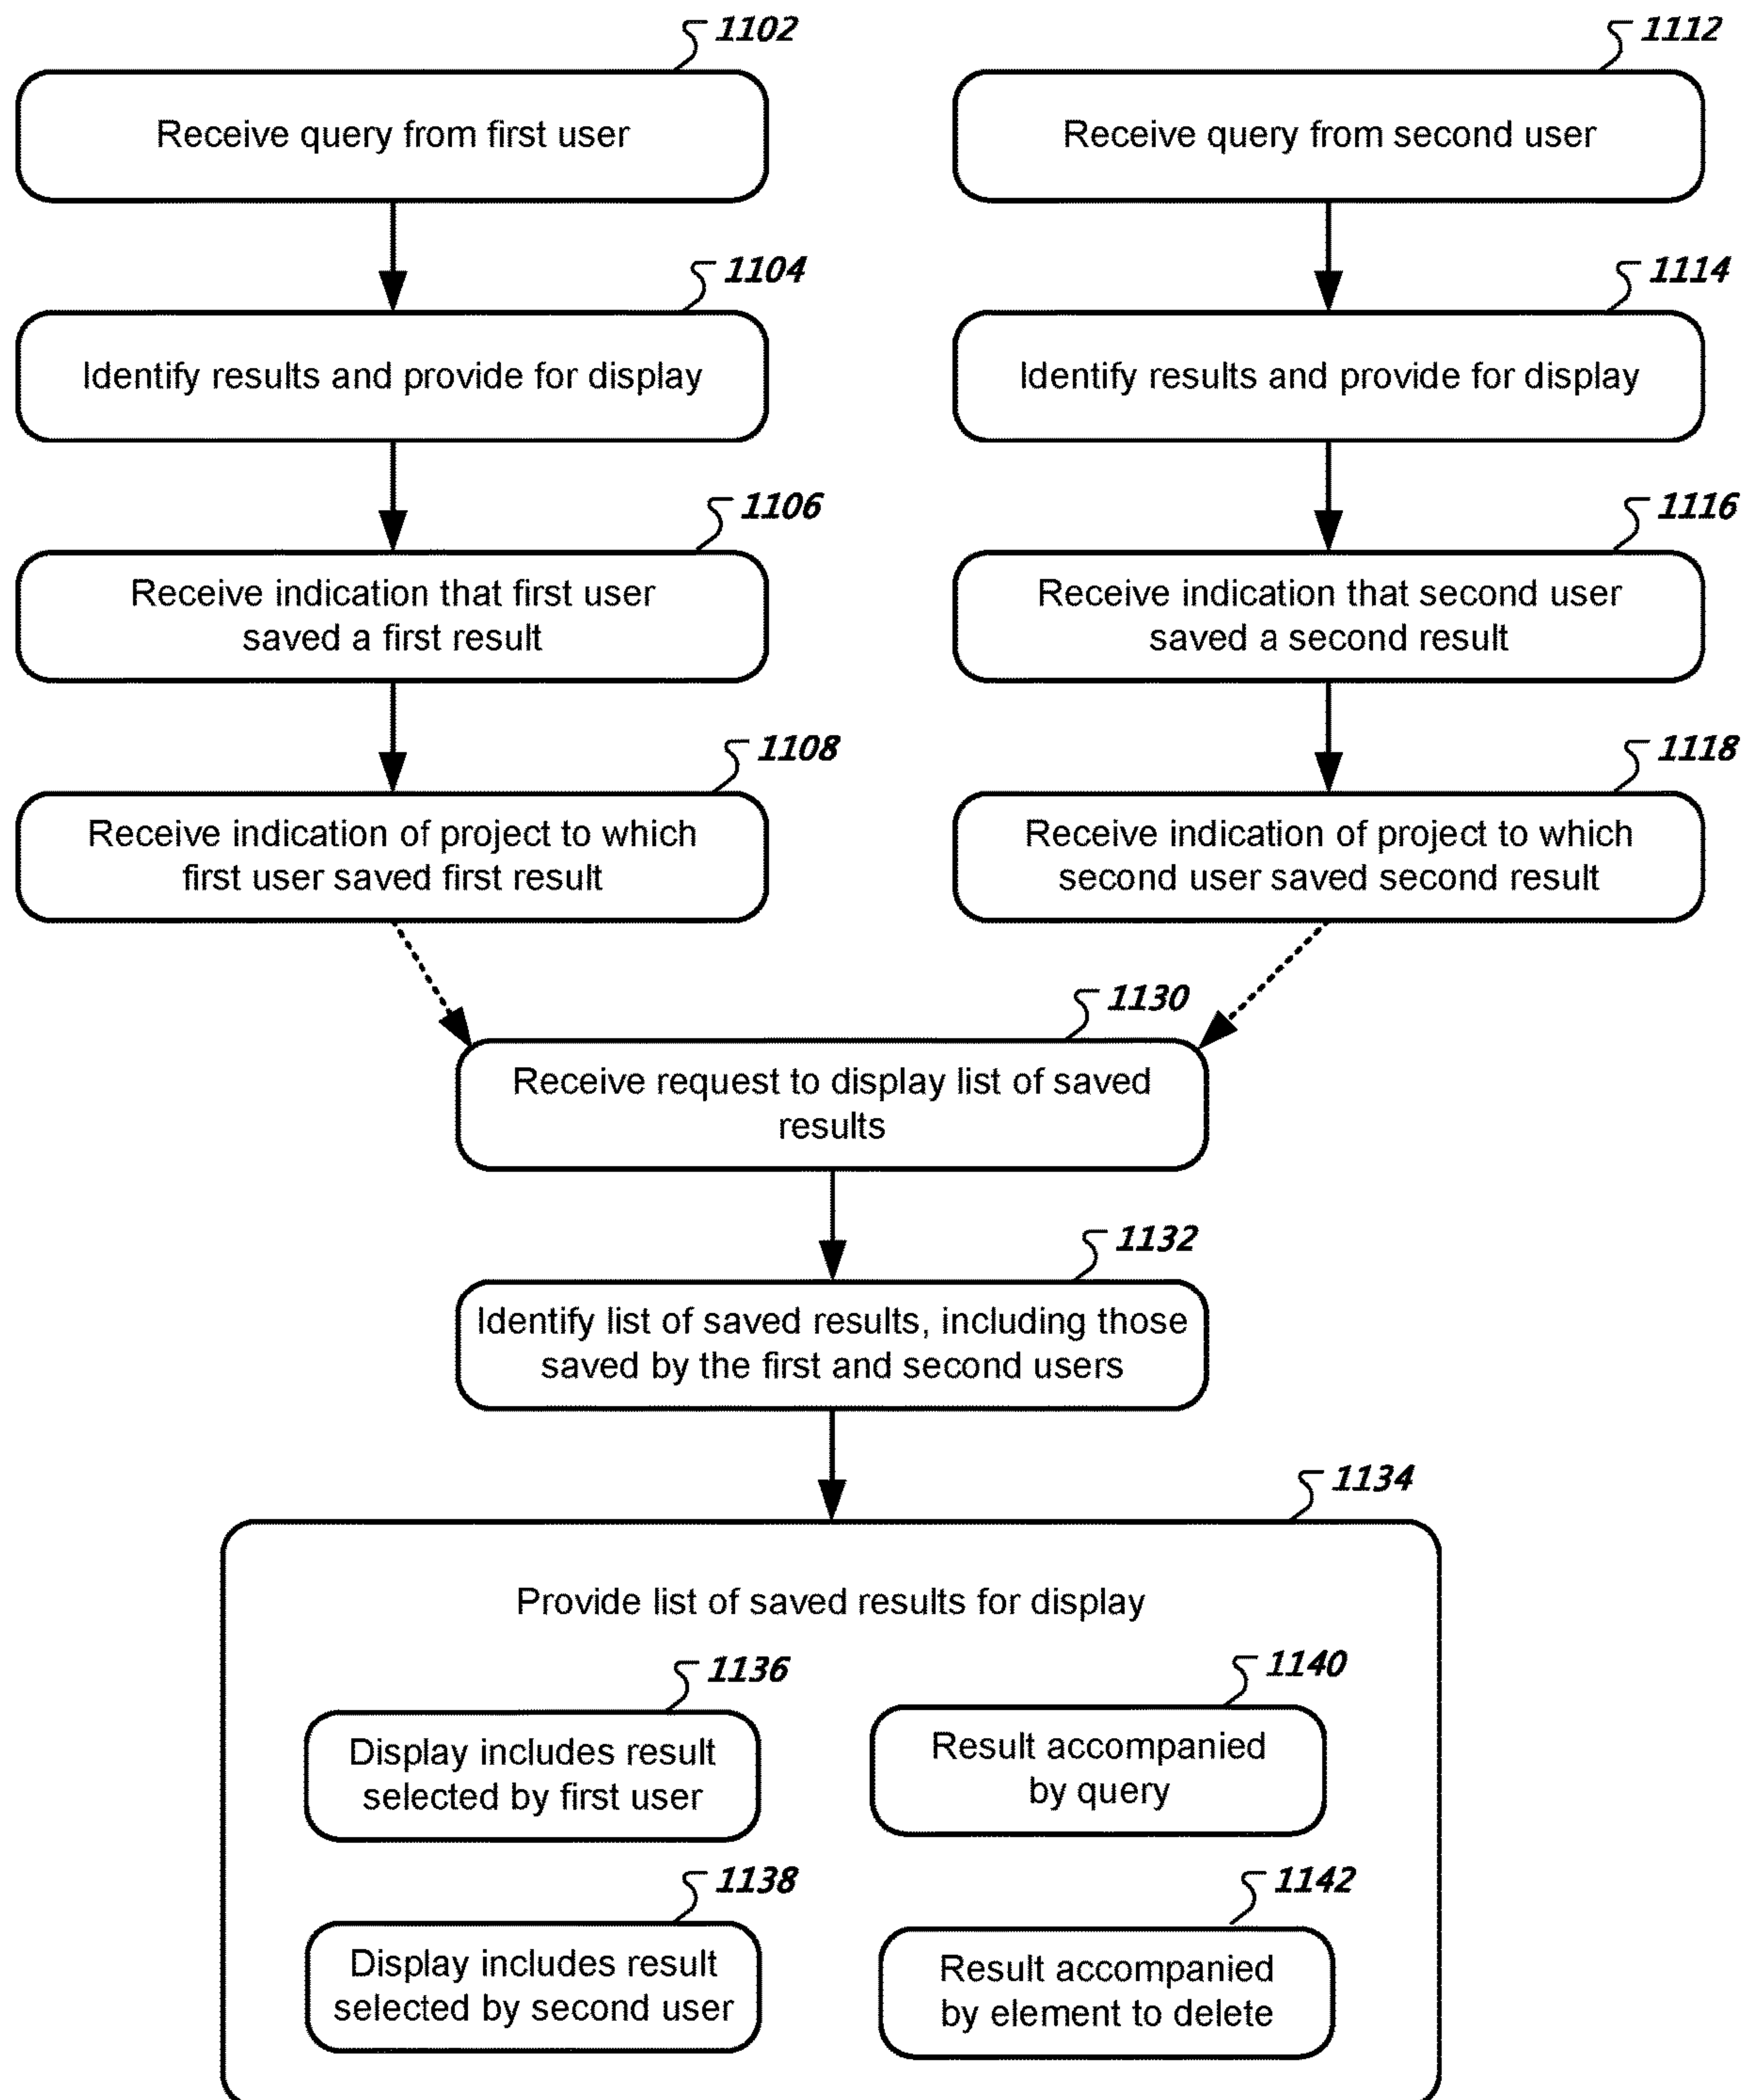 1102
Receive query from first user
1104
Identify results and provide for display
1106
Receive indication that first user
saved a first result
1108
Receive indication of project to which
first user saved first result
1112
Receive query from second user
1114
Identify results and provide for display
1116
Receive indication that second user
saved a second result
1118
Receive indication of project to which
second user saved second result
1130
Receive request to display list of saved
results
1132
Identify list of saved results, including those
saved by the first and second users
1134
Provide list of saved results for display
1136
Display includes result
selected by first user
1138
Display includes result
selected by second user
1140
Result accompanied
by query
1142
Result accompanied
by element to delete